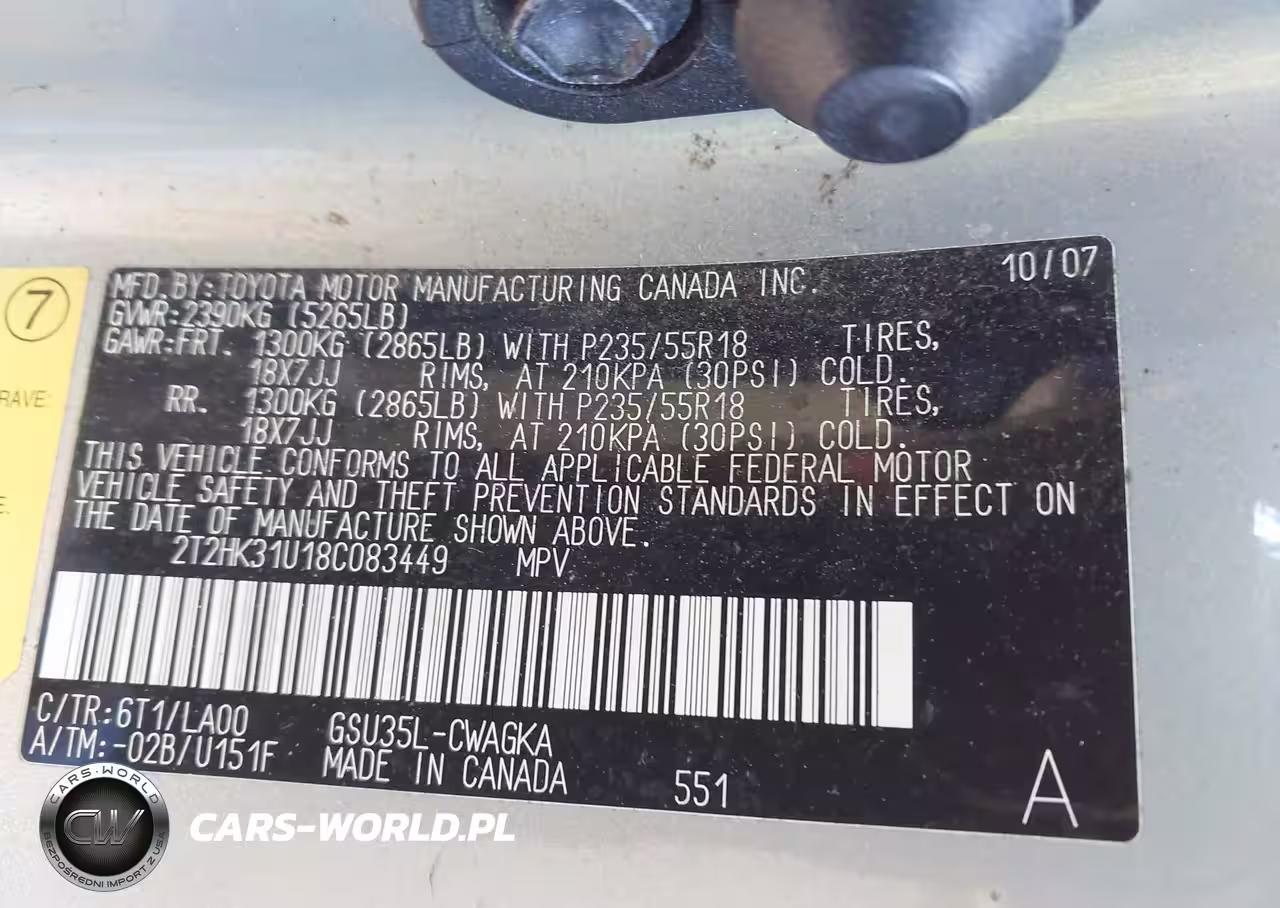 10/07
MFD.BY:TOYOTA MOTOR MANUFACTURING CANADA INC.
GVWR:2390KG (5265LB)
GAWR:FRT. 1300KG (2865LB) WITH P235/55R18 TIRES,
18X7JJ RIMS, AT 210KPA (30PSI) COLD.
RR. 1300KG (2865LB) WITH P235/55R18 TIRES,
18X7JJ RIMS, AT 210KPA (30PSI) COLD.
THIS VEHICLE CONFORMS TO ALL APPLICABLE FEDERAL MOTOR
VEHICLE SAFETY AND THEFT PREVENTION STANDARDS IN EFFECT ON
THE DATE OF MANUFACTURE SHOWN ABOVE.
2T2HK31U18C083449 MPV
C/TR:6T1/LA00 GSU35L-CWAGKA
A/TM:-02B/U151F MADE IN CANADA 551 A
7
RAVE:
E.
CARS-WORLD
CW
BEZPOŚREDNI IMPORT Z USA
CARS-WORLD.PL